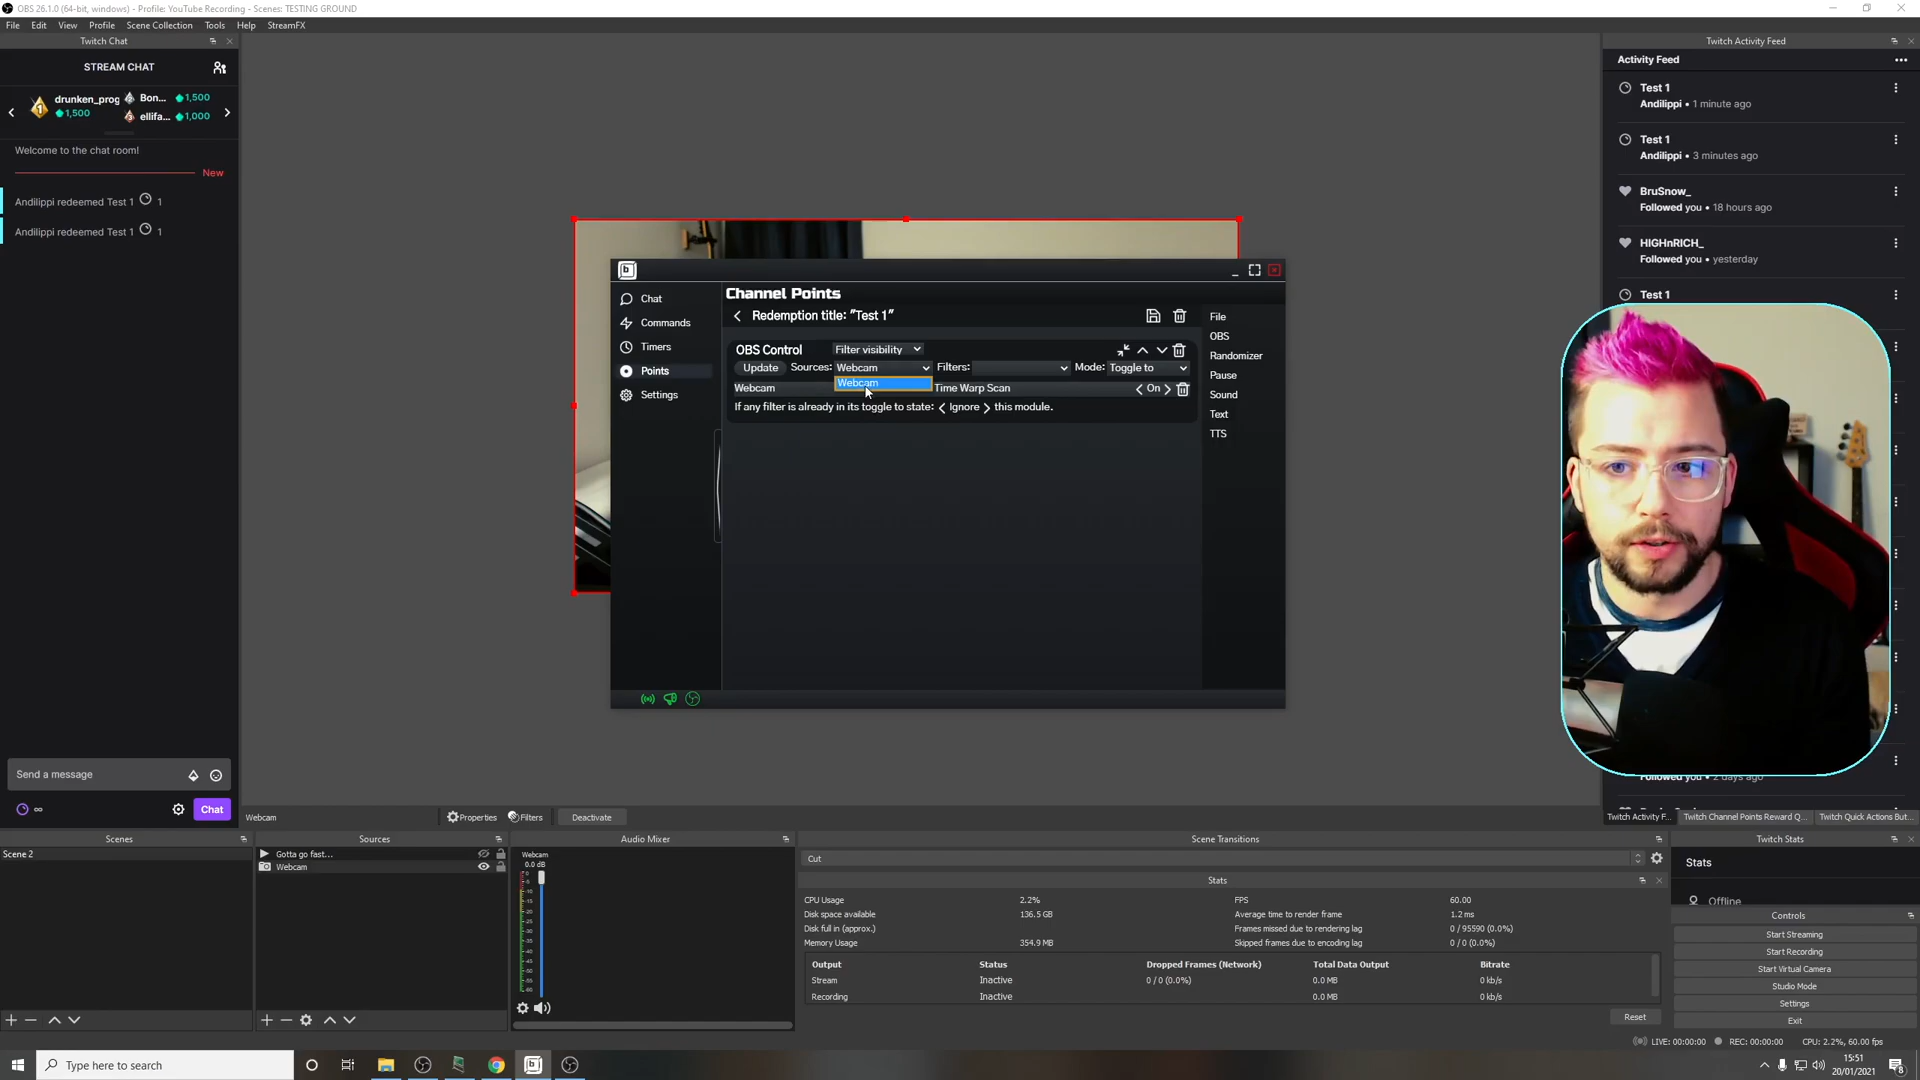 OBS 26.1.0 (64-bit, windows) - Profile: YouTube Recording - Scenes: TESTING GROUND
File Edit View Profile Scene Collection Tools Help StreamFX
Twitch Chat
STREAM CHAT
drunken_prog
1,500
Bon... 1,500
ellifa... 1,000
Welcome to the chat room!
New
Andilippi redeemed Test 1 1
Andilippi redeemed Test 1 1
Send a message
∞
Chat
Channel Points
Redemption title: "Test 1"
Chat
Commands
Timers
Points
Settings
OBS Control Filter visibility
Update Sources: Webcam Filters: Mode: Toggle to
Webcam
Webcam Time Warp Scan < On >
If any filter is already in its toggle to state: < Ignore > this module.
File
OBS
Randomizer
Pause
Sound
Text
TTS
Twitch Activity Feed
Activity Feed
Test 1
Andilippi • 1 minute ago
Test 1
Andilippi • 3 minutes ago
BruSnow_
Followed you • 18 hours ago
HIGHnRICH_
Followed you • yesterday
Test 1
Followed you • 2 days ago
Twitch Activity F... Twitch Channel Points Reward Q... Twitch Quick Actions But...
Webcam Properties Filters Deactivate
Scenes
Scene 2
Sources
Gotta go fast...
Webcam
Audio Mixer
Webcam
0.0 dB
Scene Transitions
Cut
Stats
CPU Usage 2.2% FPS 60.00
Disk space available 136.5 GB Average time to render frame 1.2 ms
Disk full in (approx.) Frames missed due to rendering lag 0 / 95590 (0.0%)
Memory Usage 354.9 MB Skipped frames due to encoding lag 0 / 0 (0.0%)
Output Status Dropped Frames (Network) Total Data Output Bitrate
Stream Inactive 0 / 0 (0.0%) 0.0 MB 0 kb/s
Recording Inactive 0.0 MB 0 kb/s
Reset
Twitch Stats
Stats
Offline
Controls
Start Streaming
Start Recording
Start Virtual Camera
Studio Mode
Settings
Exit
LIVE: 00:00:00 REC: 00:00:00 CPU: 2.2%, 60.00 fps
Type here to search
15:51
20/01/2021